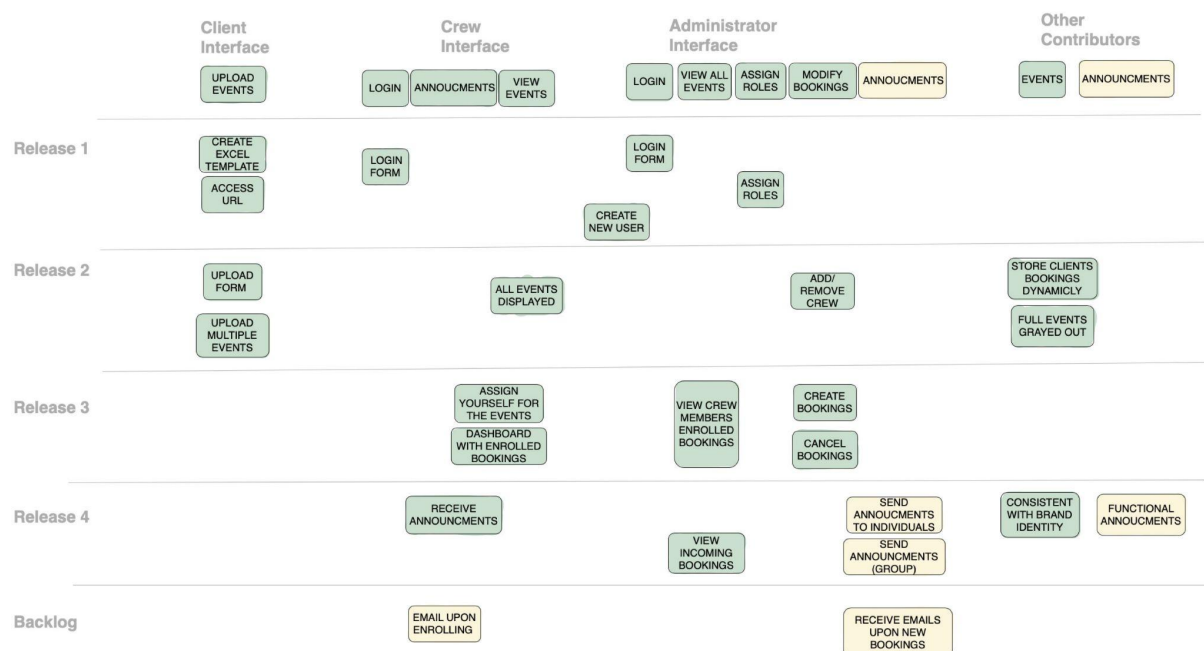 Client
Interface
Crew
Interface
Administrator
Interface
Other
Contributors
UPLOAD
EVENTS
LOGIN
ANNOUCMENTS
VIEW
EVENTS
LOGIN
VIEW ALL
EVENTS
ASSIGN
ROLES
MODIFY
BOOKINGS
ANNOUCMENTS
EVENTS
ANNOUNCMENTS
Release 1
CREATE
EXCEL
TEMPLATE
ACCESS
URL
LOGIN
FORM
CREATE
NEW USER
LOGIN
FORM
ASSIGN
ROLES
Release 2
UPLOAD
FORM
UPLOAD
MULTIPLE
EVENTS
ALL EVENTS
DISPLAYED
ADD/
REMOVE
CREW
STORE CLIENTS
BOOKINGS
DYNAMICLY
FULL EVENTS
GRAYED OUT
Release 3
ASSIGN
YOURSELF FOR
THE EVENTS
DASHBOARD
WITH ENROLLED
BOOKINGS
VIEW CREW
MEMBERS
ENROLLED
BOOKINGS
CREATE
BOOKINGS
CANCEL
BOOKINGS
Release 4
RECEIVE
ANNOUNCMENTS
VIEW
INCOMING
BOOKINGS
SEND
ANNOUCMENTS
TO INDIVIDUALS
SEND
ANNOUNCMENTS
(GROUP)
CONSISTENT
WITH BRAND
IDENTITY
FUNCTIONAL
ANNOUCMENTS
Backlog
EMAIL UPON
ENROLLING
RECEIVE EMAILS
UPON NEW
BOOKINGS